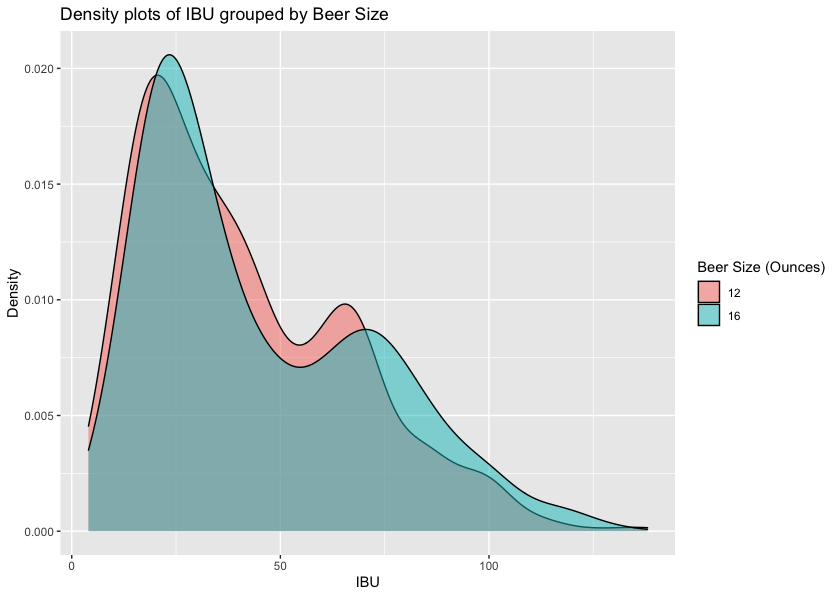 Density plots of IBU grouped by Beer Size
0.020
0.015
0.010
0.005
0.000
Density
0
50
100
IBU
Beer Size (Ounces)
12
16